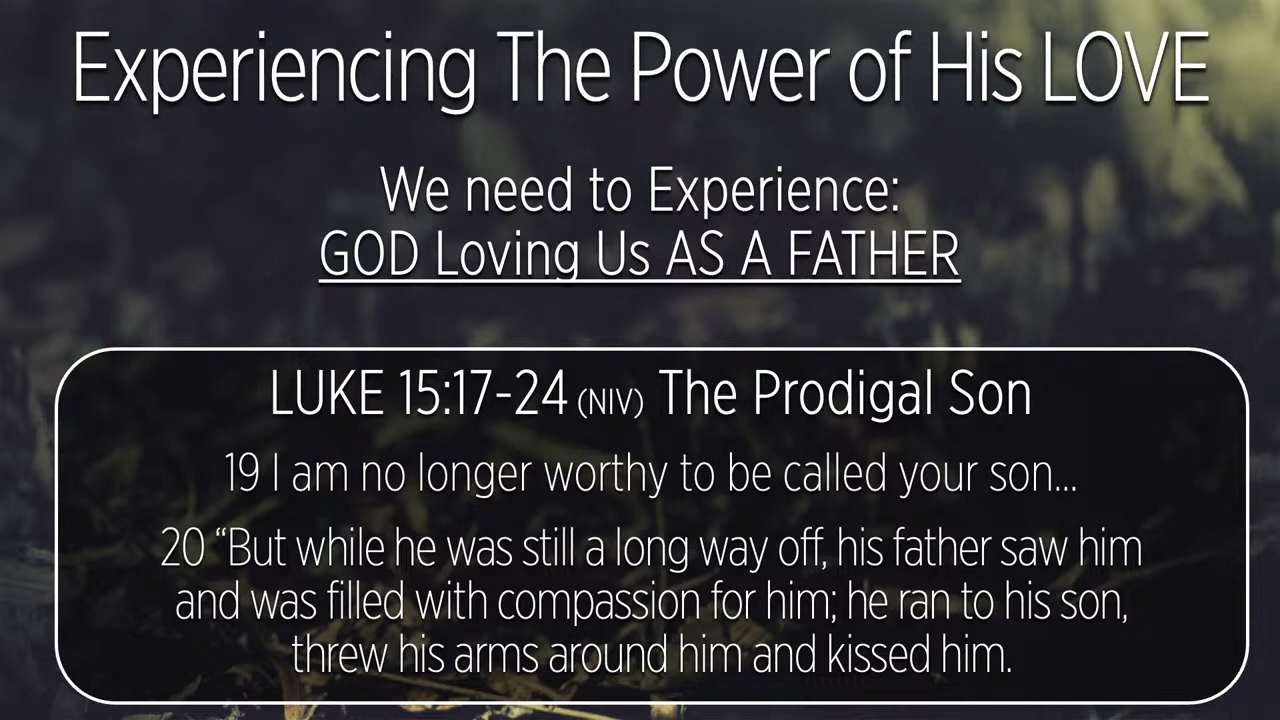 Experiencing The Power of His LOVE
We need to Experience:
GOD Loving Us AS A FATHER
LUKE 15:17-24 (NIV) The Prodigal Son
19 I am no longer worthy to be called your son...
20 “But while he was still a long way off, his father saw him
and was filled with compassion for him; he ran to his son,
threw his arms around him and kissed him.